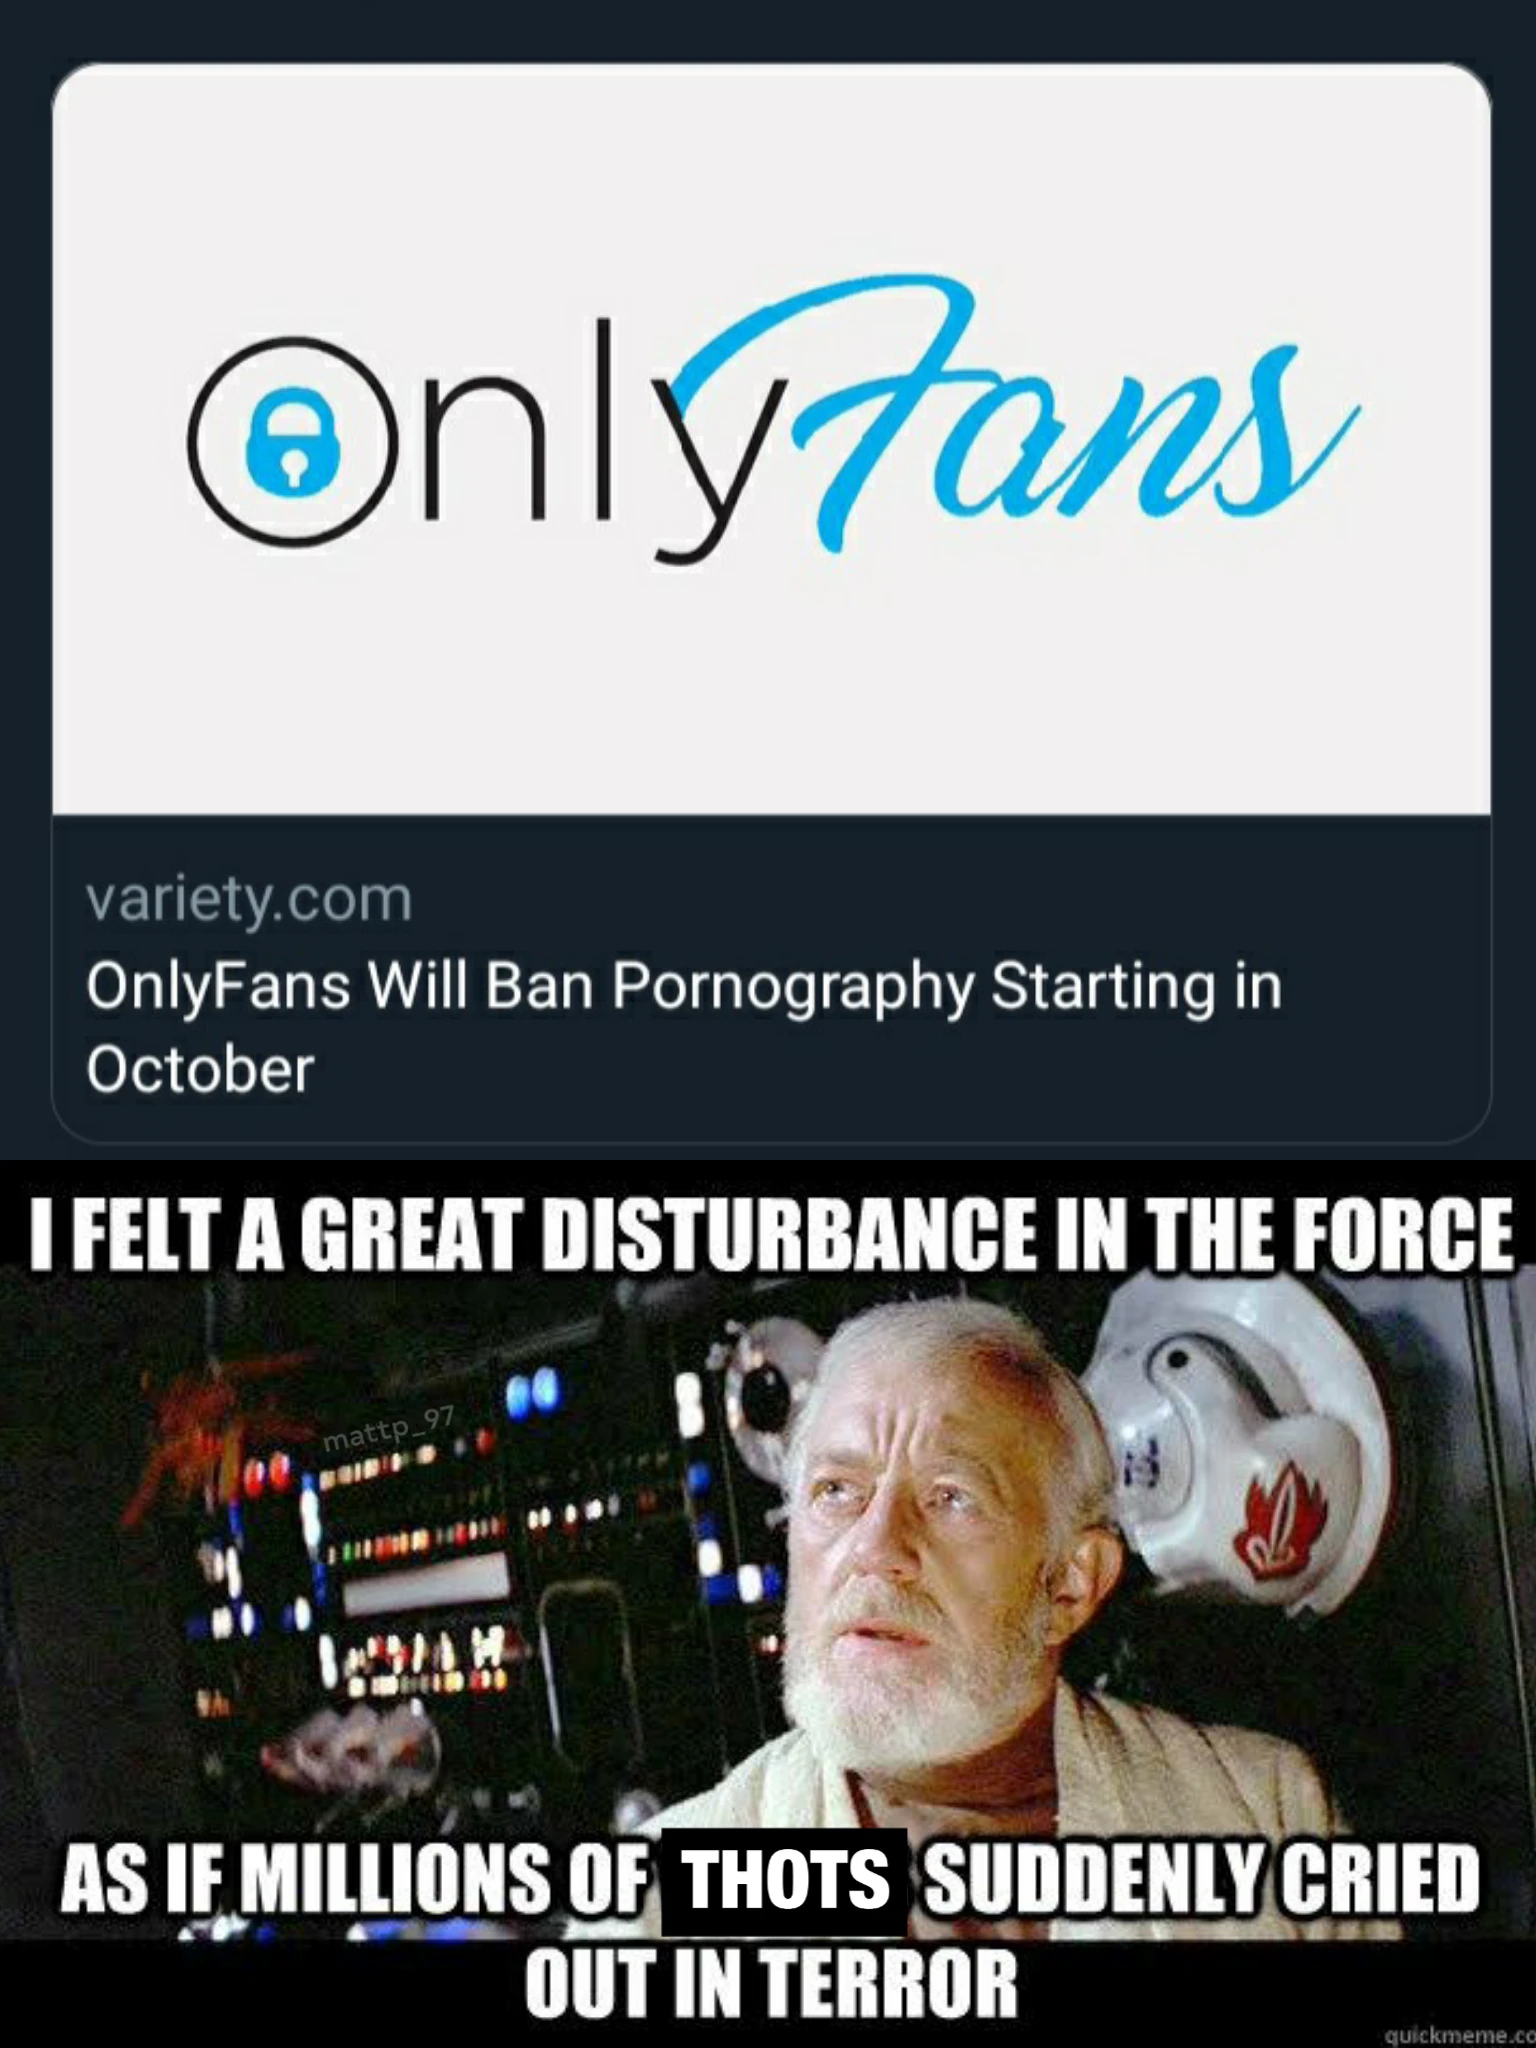 OnlyFans
variety.com
OnlyFans Will Ban Pornography Starting in
October
I FELT A GREAT DISTURBANCE IN THE FORCE
mattp_97
AS IF MILLIONS OF THOTS SUDDENLY CRIED
OUT IN TERROR
quickmeme.co